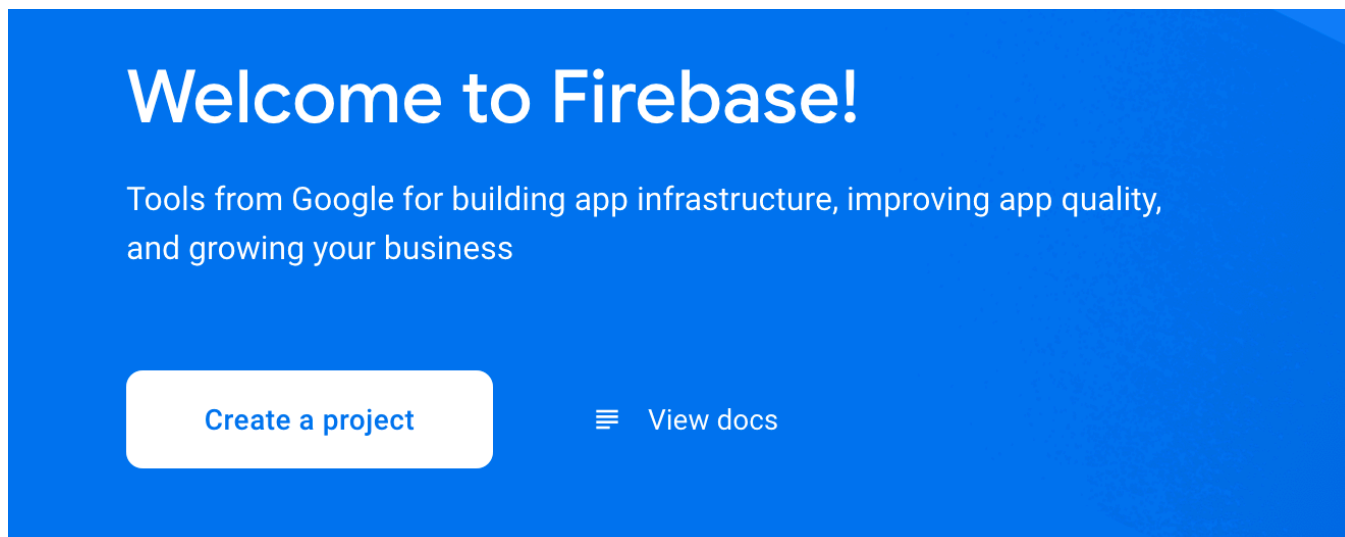 Welcome to Firebase!
Tools from Google for building app infrastructure, improving app quality,
and growing your business
Create a project
View docs